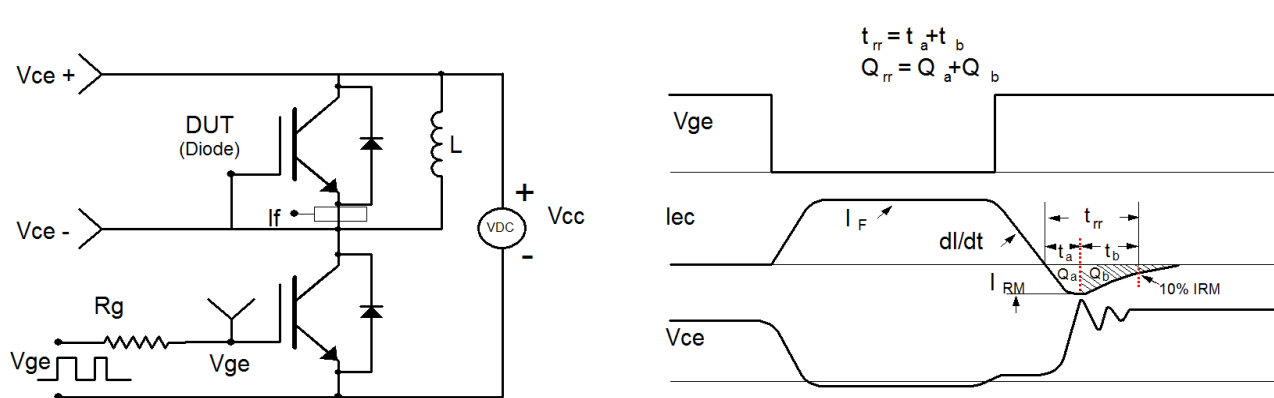 Vce +
DUT
(Diode)
L
If
+
VDC
Vcc
-
Vce -
Rg
Vge
Vge
t rr = t a+t b
Q rr = Q a+Q b
Vge
Iec
I F
dI/dt
t rr
t a
t b
Q a
Q b
I RM
10% IRM
Vce